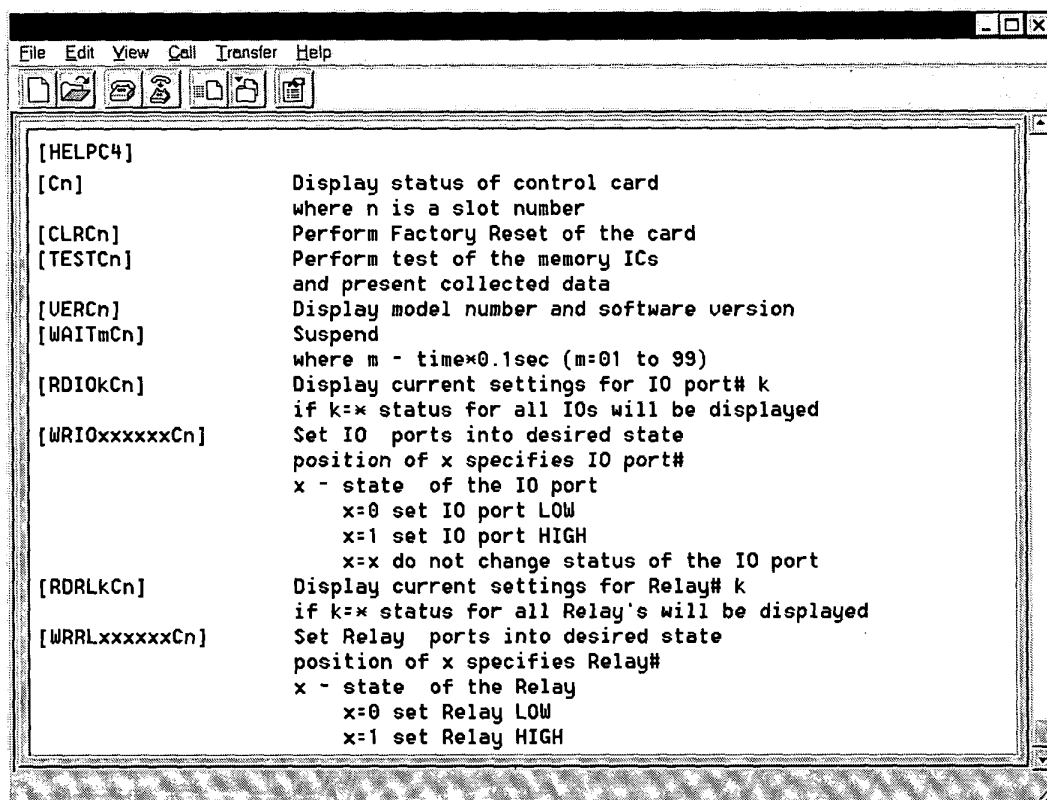 File Edit View Call Transfer Help
[HELPC4]
[Cn] Display status of control card
where n is a slot number
[CLRCn] Perform Factory Reset of the card
[TESTCn] Perform test of the memory ICs
and present collected data
[VERCn] Display model number and software version
[WAITmCn] Suspend
where m - time*0.1sec (m=01 to 99)
[RDIOkCn] Display current settings for IO port# k
if k=* status for all IOs will be displayed
[WRIOxxxxxxCn] Set IO ports into desired state
position of x specifies IO port#
x - state of the IO port
x=0 set IO port LOW
x=1 set IO port HIGH
x=x do not change status of the IO port
[RDRLkCn] Display current settings for Relay# k
if k=* status for all Relay's will be displayed
[WRRLxxxxxxCn] Set Relay ports into desired state
position of x specifies Relay#
x - state of the Relay
x=0 set Relay LOW
x=1 set Relay HIGH